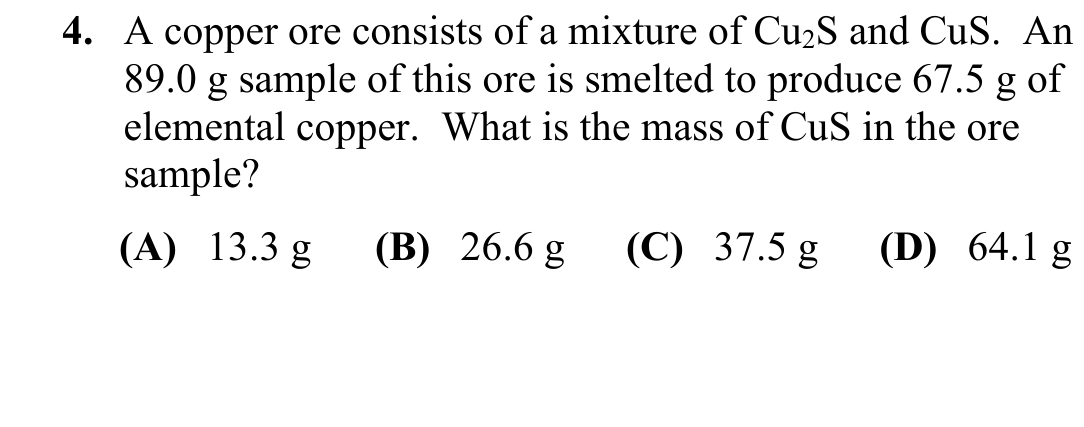 4. A copper ore consists of a mixture of Cu₂S and CuS. An
89.0 g sample of this ore is smelted to produce 67.5 g of
elemental copper. What is the mass of CuS in the ore
sample?
(A) 13.3 g (B) 26.6 g (C) 37.5 g (D) 64.1 g